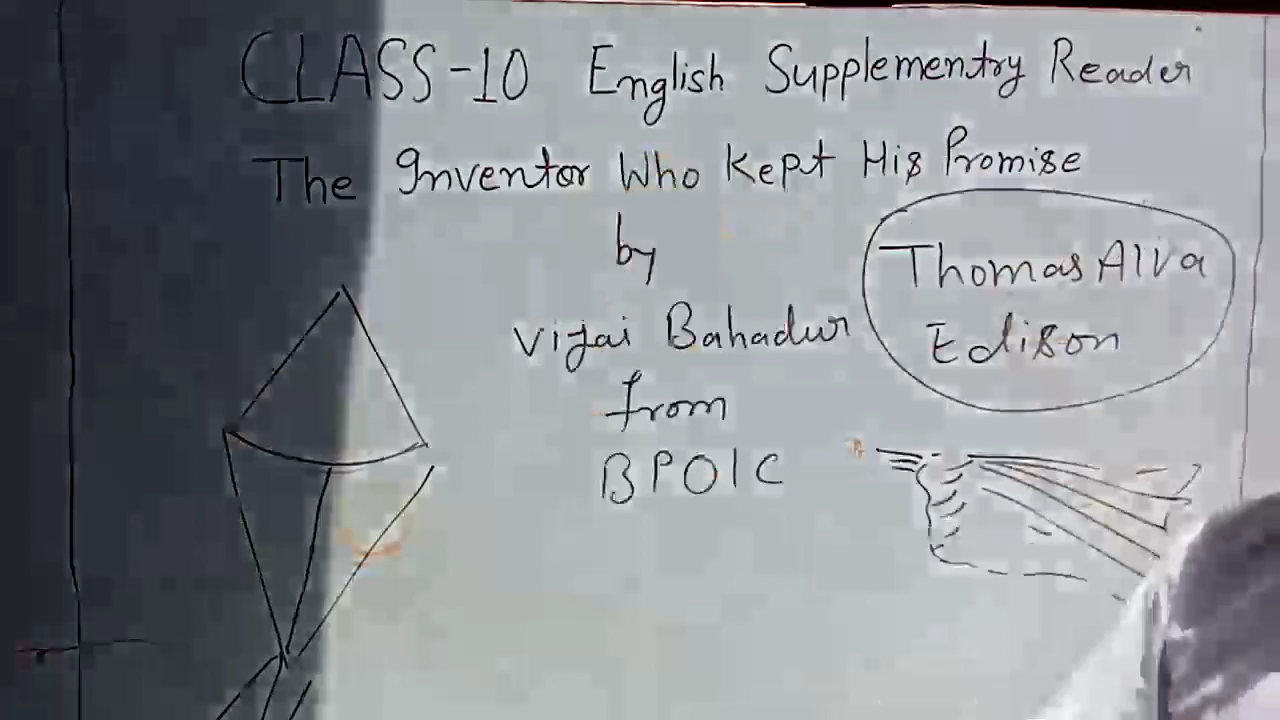 CLASS-10 English Supplementry Reader
The Inventor Who Kept His Promise
by
Vijai Bahadur
from
BPOIC
Thomas Alva
Edison